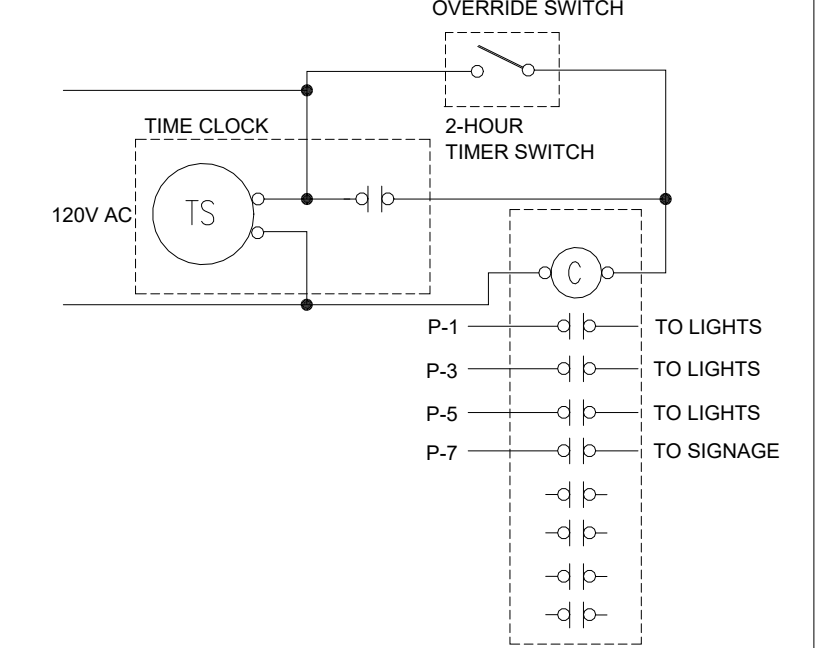 OVERRIDE SWITCH
2-HOUR
TIMER SWITCH
TIME CLOCK
120V AC
TS
C
P-1 TO LIGHTS
P-3 TO LIGHTS
P-5 TO LIGHTS
P-7 TO SIGNAGE